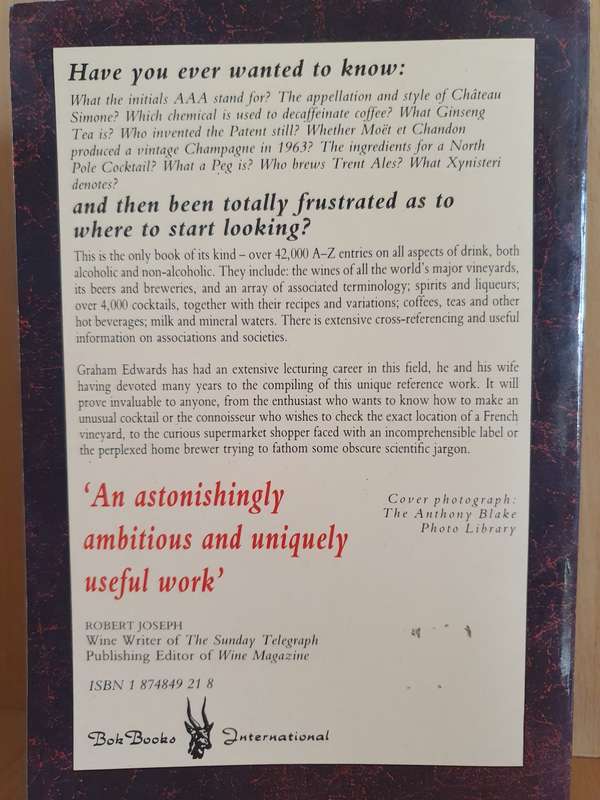 Have you ever wanted to know:
What the initials AAA stand for? The appellation and style of Château
Simone? Which chemical is used to decaffeinate coffee? What Ginseng
Tea is? Who invented the Patent still? Whether Moët et Chandon
produced a vintage Champagne in 1963? The ingredients for a North
Pole Cocktail? What a Peg is? Who brews Trent Ales? What Xynisteri
denotes?
and then been totally frustrated as to
where to start looking?
This is the only book of its kind – over 42,000 A–Z entries on all aspects of drink, both
alcoholic and non-alcoholic. They include: the wines of all the world's major vineyards,
its beers and breweries, and an array of associated terminology; spirits and liqueurs;
over 4,000 cocktails, together with their recipes and variations; coffees, teas and other
hot beverages; milk and mineral waters. There is extensive cross-referencing and useful
information on associations and societies.
Graham Edwards has had an extensive lecturing career in this field, he and his wife
having devoted many years to the compiling of this unique reference work. It will
prove invaluable to anyone, from the enthusiast who wants to know how to make an
unusual cocktail or the connoisseur who wishes to check the exact location of a French
vineyard, to the curious supermarket shopper faced with an incomprehensible label or
the perplexed home brewer trying to fathom some obscure scientific jargon.
'An astonishingly
ambitious and uniquely
useful work'
Cover photograph:
The Anthony Blake
Photo Library
ROBERT JOSEPH
Wine Writer of The Sunday Telegraph
Publishing Editor of Wine Magazine
ISBN 1 874849 21 8
Bok Books International